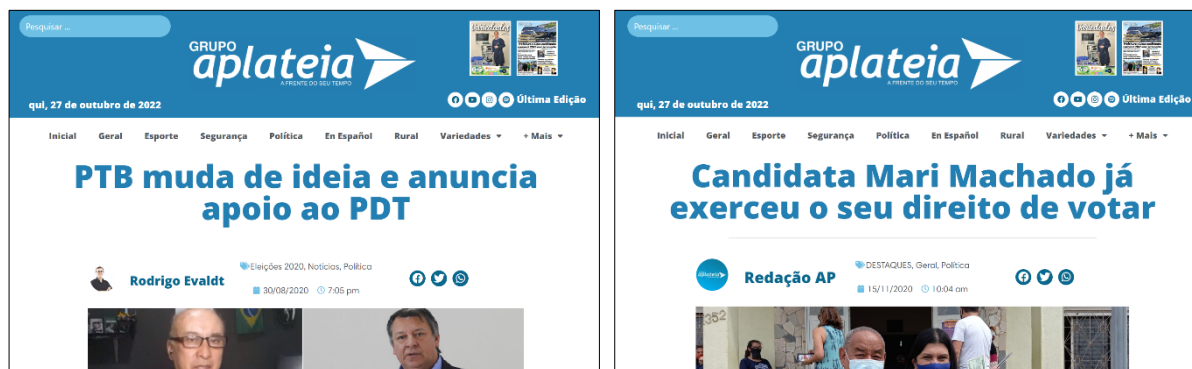 Pesquisar ...
GRUPO
aplateia
A FRENTE DO SEU TEMPO
qui, 27 de outubro de 2022
Última Edição
Inicial Geral Esporte Segurança Política En Español Rural Variedades + Mais
PTB muda de ideia e anuncia
apoio ao PDT
Rodrigo Evaldt
Eleições 2020, Notícias, Política
30/08/2020 7:05 pm
Pesquisar ...
GRUPO
aplateia
A FRENTE DO SEU TEMPO
qui, 27 de outubro de 2022
Última Edição
Inicial Geral Esporte Segurança Política En Español Rural Variedades + Mais
Candidata Mari Machado já
exerceu o seu direito de votar
Redação AP
DESTAQUES, Geral, Política
15/11/2020 10:04 am
352